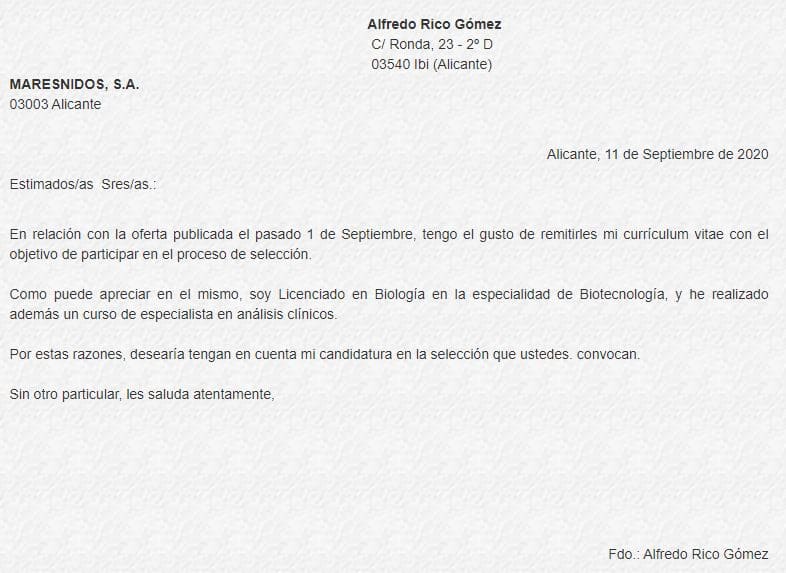 Alfredo Rico Gómez
C/ Ronda, 23 - 2º D
03540 Ibi (Alicante)
MARESNIDOS, S.A.
03003 Alicante
Alicante, 11 de Septiembre de 2020
Estimados/as  Sres/as.:
En relación con la oferta publicada el pasado 1 de Septiembre, tengo el gusto de remitirles mi currículum vitae con el
objetivo de participar en el proceso de selección.
Como puede apreciar en el mismo, soy Licenciado en Biología en la especialidad de Biotecnología, y he realizado
además un curso de especialista en análisis clínicos.
Por estas razones, desearía tengan en cuenta mi candidatura en la selección que ustedes. convocan.
Sin otro particular, les saluda atentamente,
Fdo.: Alfredo Rico Gómez